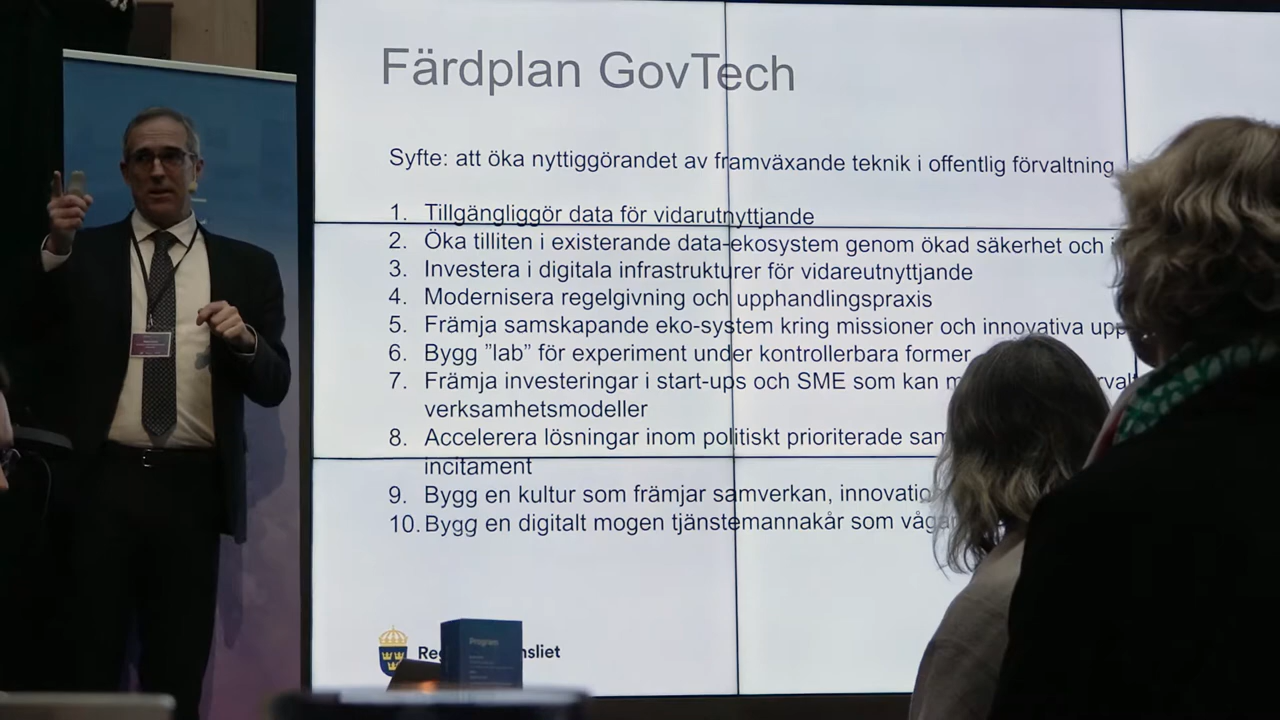 Färdplan GovTech
Syfte: att öka nyttiggörandet av framväxande teknik i offentlig förvaltning
1. Tillgängliggör data för vidarutnyttjande
2. Öka tilliten i existerande data-ekosystem genom ökad säkerhet och
3. Investera i digitala infrastrukturer för vidareutnyttjande
4. Modernisera regelgivning och upphandlingspraxis
5. Främja samskapande eko-system kring missioner och innovativa upp
6. Bygg ”lab” för experiment under kontrollerbara former
7. Främja investeringar i start-ups och SME som kan
verksamhetsmodeller
8. Accelerera lösningar inom politiskt prioriterade
incitament
9. Bygg en kultur som främjar samverkan,
10. Bygg en digitalt mogen tjänstemannakår som
Program